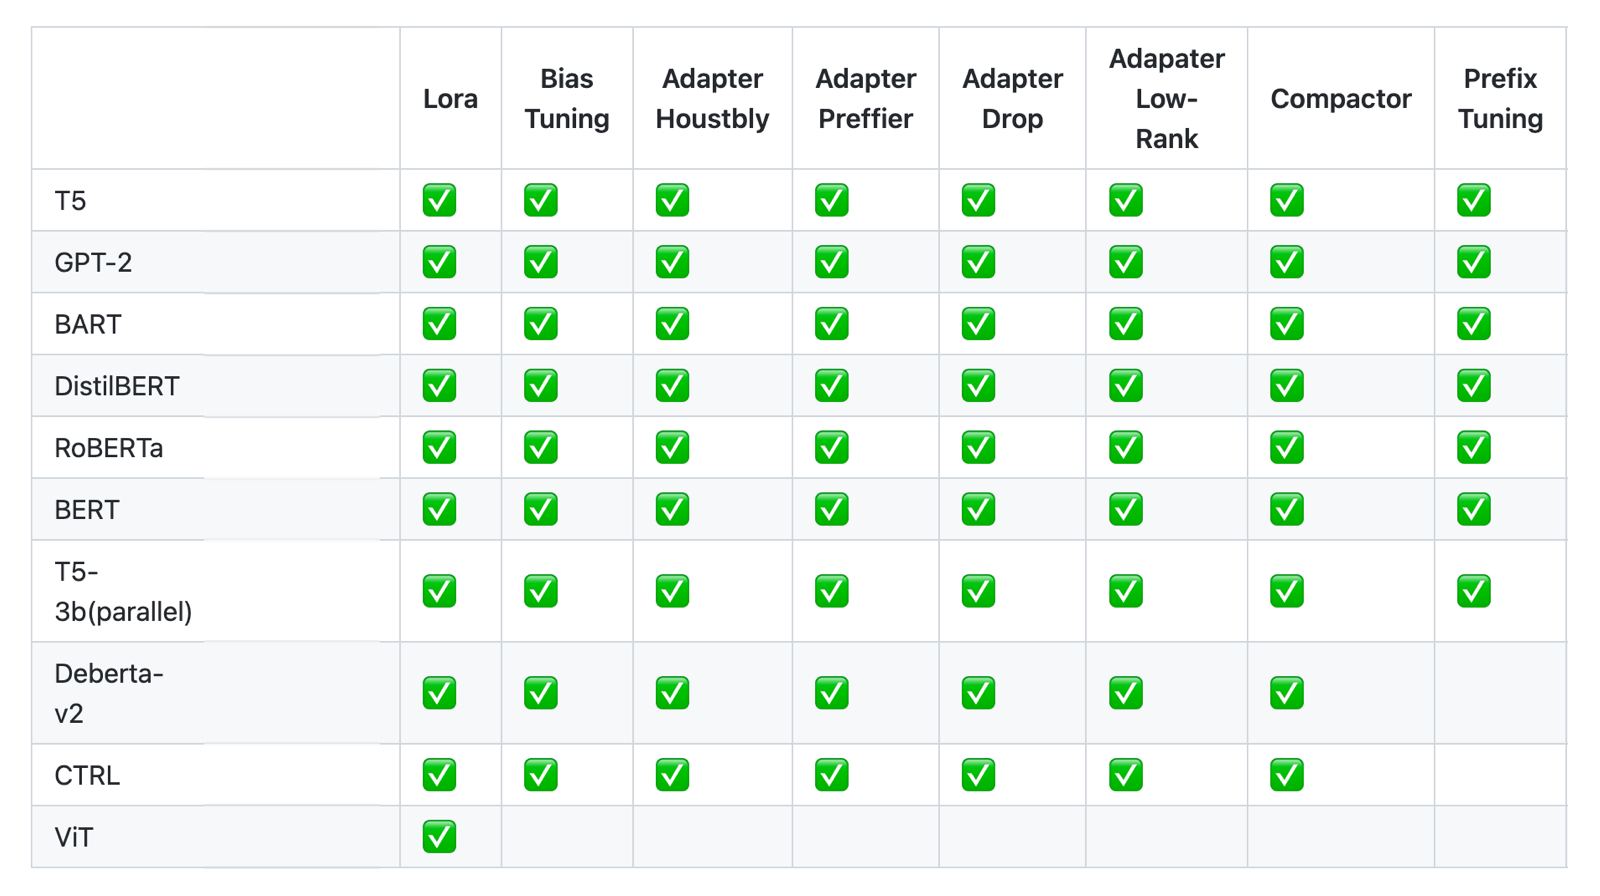 Lora
Bias
Tuning
Adapter
Houstbly
Adapter
Preffier
Adapter
Drop
Adapater
Low-
Rank
Compactor
Prefix
Tuning
T5 ✅ ✅ ✅ ✅ ✅ ✅ ✅ ✅
GPT-2 ✅ ✅ ✅ ✅ ✅ ✅ ✅ ✅
BART ✅ ✅ ✅ ✅ ✅ ✅ ✅ ✅
DistilBERT ✅ ✅ ✅ ✅ ✅ ✅ ✅ ✅
RoBERTa ✅ ✅ ✅ ✅ ✅ ✅ ✅ ✅
BERT ✅ ✅ ✅ ✅ ✅ ✅ ✅ ✅
T5-
3b(parallel) ✅ ✅ ✅ ✅ ✅ ✅ ✅ ✅
Deberta-
v2 ✅ ✅ ✅ ✅ ✅ ✅ ✅
CTRL ✅ ✅ ✅ ✅ ✅ ✅ ✅
ViT ✅